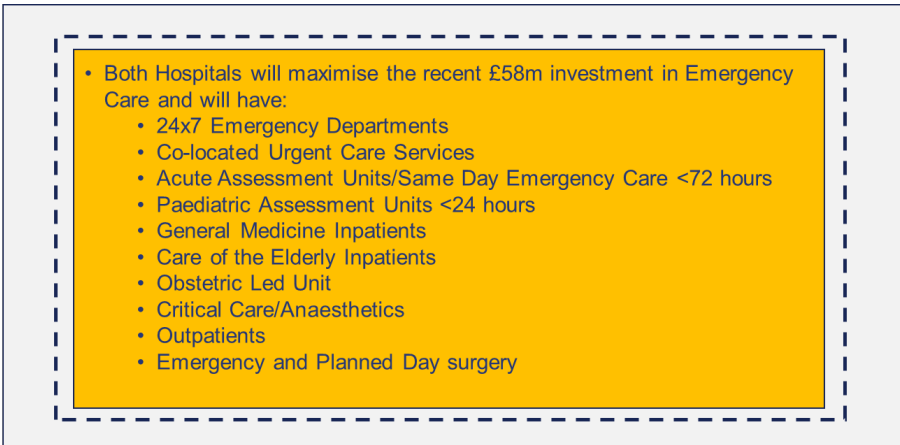 • Both Hospitals will maximise the recent £58m investment in Emergency
Care and will have:
• 24x7 Emergency Departments
• Co-located Urgent Care Services
• Acute Assessment Units/Same Day Emergency Care <72 hours
• Paediatric Assessment Units <24 hours
• General Medicine Inpatients
• Care of the Elderly Inpatients
• Obstetric Led Unit
• Critical Care/Anaesthetics
• Outpatients
• Emergency and Planned Day surgery